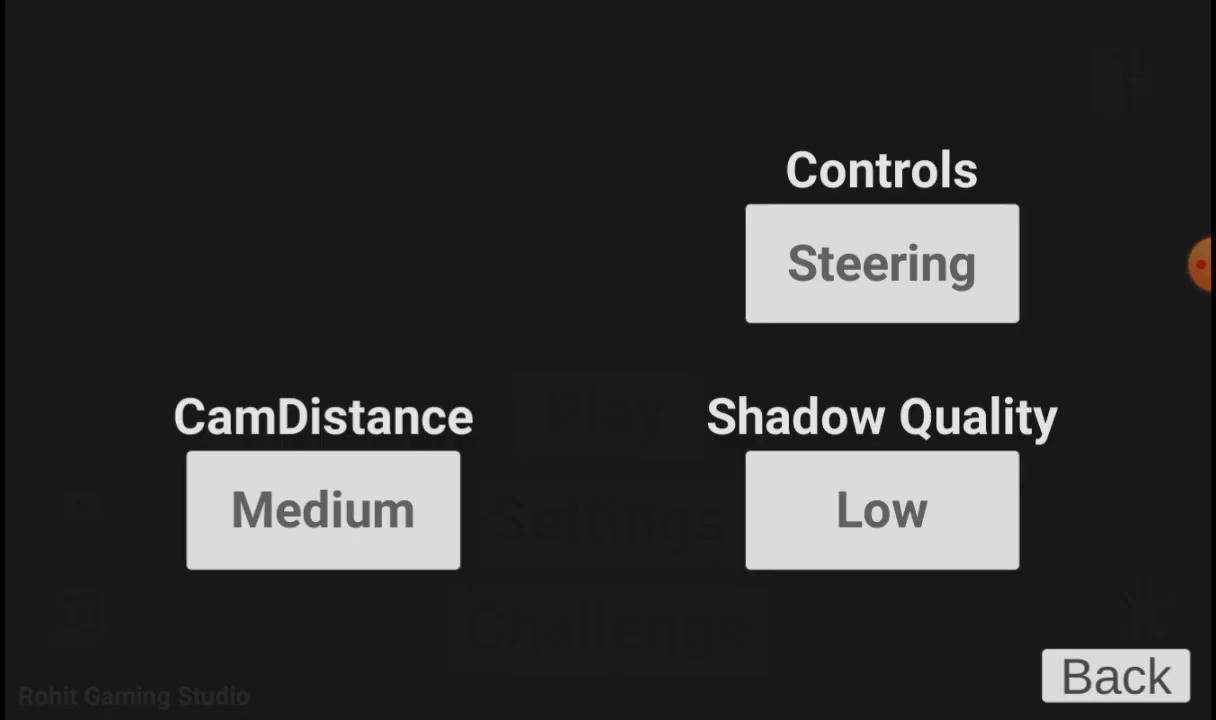 Controls
Steering
CamDistance
Shadow Quality
Medium
Low
Play
Settings
Challenge
Back
Rohit Gaming Studio